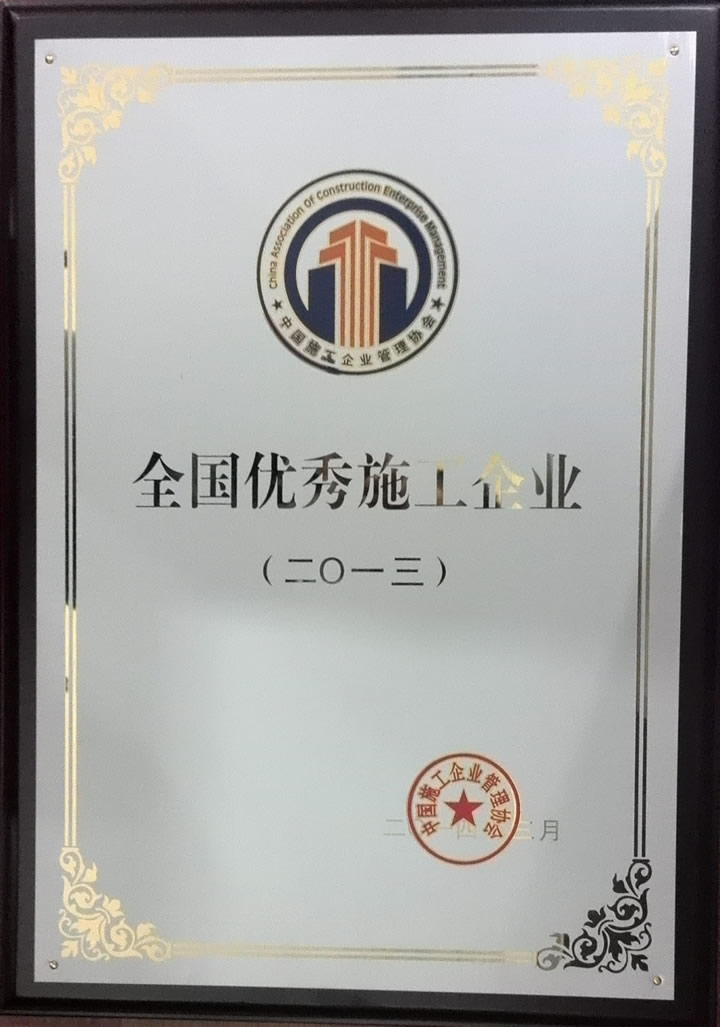 China Association Of Construction Enterprise Management
中国施工企业管理协会
全国优秀施工企业
（二〇一三）
中国施工企业管理协会
二 一四 三月